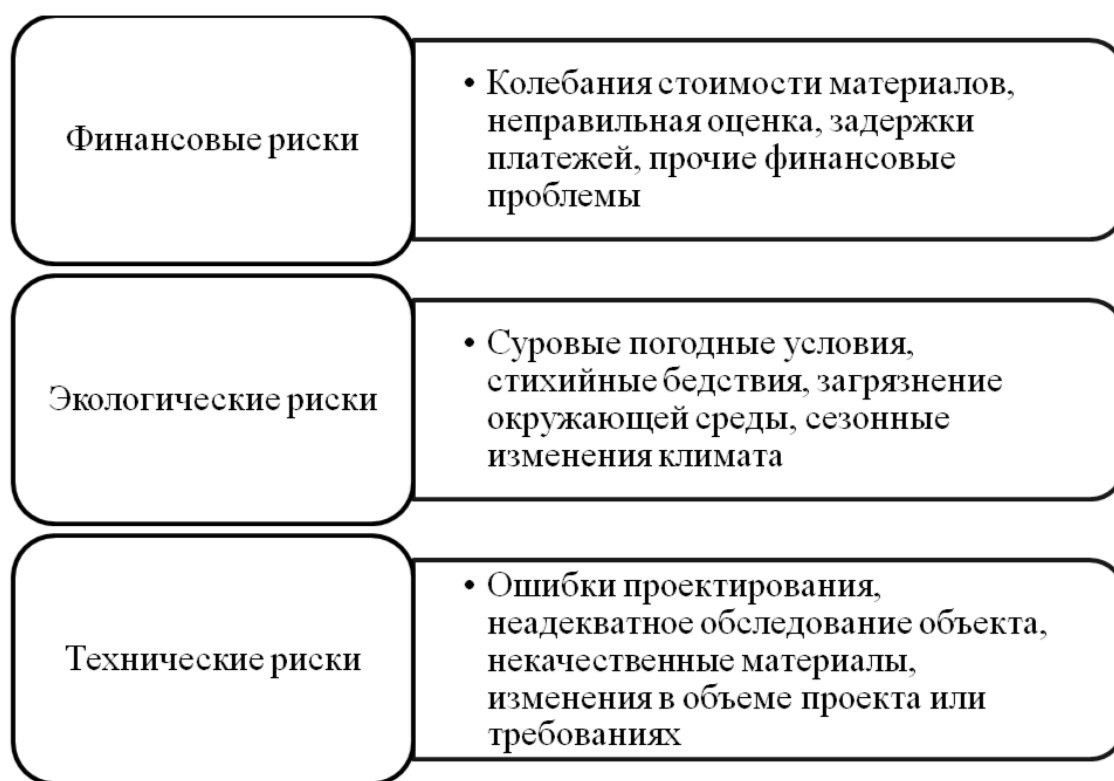 Финансовые риски
• Колебания стоимости материалов,
неправильная оценка, задержки
платежей, прочие финансовые
проблемы
Экологические риски
• Суровые погодные условия,
стихийные бедствия, загрязнение
окружающей среды, сезонные
изменения климата
Технические риски
• Ошибки проектирования,
неадекватное обследование объекта,
некачественные материалы,
изменения в объеме проекта или
требованиях